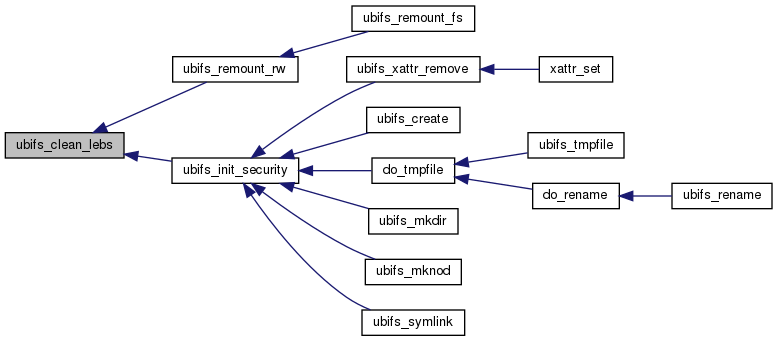 ubifs_remount_fs
ubifs_remount_rw
ubifs_xattr_remove
xattr_set
ubifs_create
ubifs_clean_lebs
ubifs_tmpfile
ubifs_init_security
do_tmpfile
do_rename
ubifs_rename
ubifs_mkdir
ubifs_mknod
ubifs_symlink